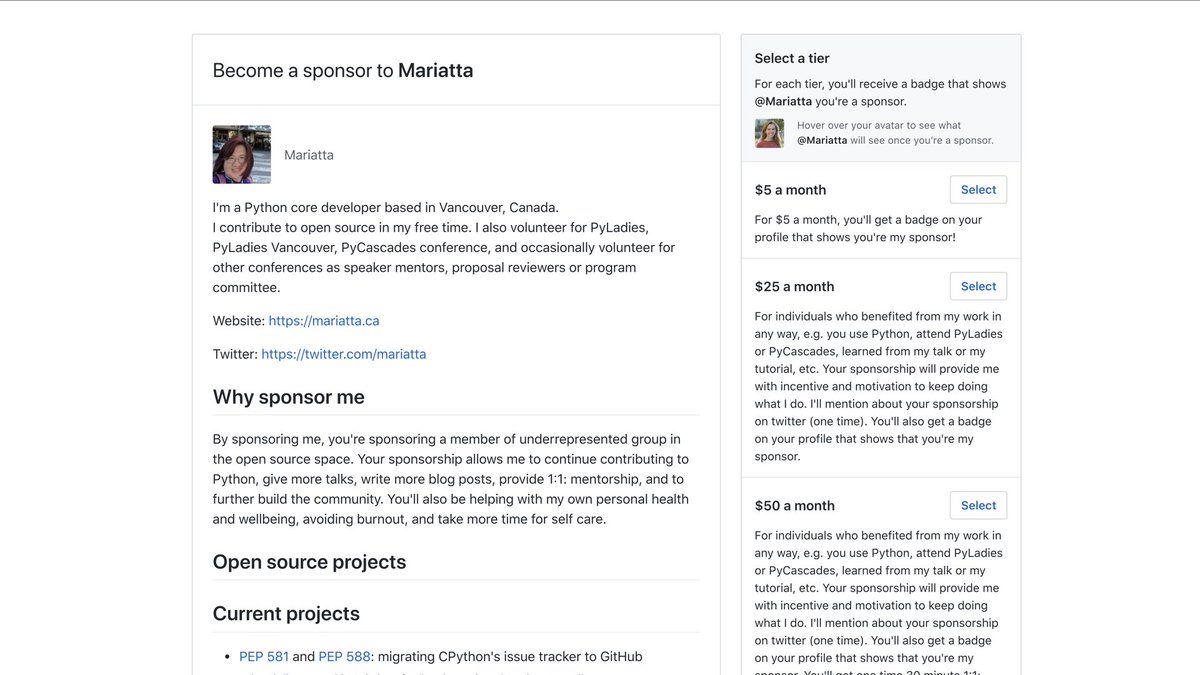 Become a sponsor to Mariatta
Mariatta
I'm a Python core developer based in Vancouver, Canada.
I contribute to open source in my free time. I also volunteer for PyLadies,
PyLadies Vancouver, PyCascades conference, and occasionally volunteer for
other conferences as speaker mentors, proposal reviewers or program
committee.
Website: https://mariatta.ca
Twitter: https://twitter.com/mariatta
Why sponsor me
By sponsoring me, you're sponsoring a member of underrepresented group in
the open source space. Your sponsorship allows me to continue contributing to
Python, give more talks, write more blog posts, provide 1:1: mentorship, and to
further build the community. You'll also be helping with my own personal health
and wellbeing, avoiding burnout, and take more time for self care.
Open source projects
Current projects
• PEP 581 and PEP 588: migrating CPython's issue tracker to GitHub
Select a tier
For each tier, you'll receive a badge that shows
@Mariatta you're a sponsor.
Hover over your avatar to see what
@Mariatta will see once you're a sponsor.
$5 a month
Select
For $5 a month, you'll get a badge on your
profile that shows you're my sponsor!
$25 a month
Select
For individuals who benefited from my work in
any way, e.g. you use Python, attend PyLadies
or PyCascades, learned from my talk or my
tutorial, etc. Your sponsorship will provide me
with incentive and motivation to keep doing
what I do. I'll mention about your sponsorship
on twitter (one time). You'll also get a badge
on your profile that shows that you're my
sponsor.
$50 a month
Select
For individuals who benefited from my work in
any way, e.g. you use Python, attend PyLadies
or PyCascades, learned from my talk or my
tutorial, etc. Your sponsorship will provide me
with incentive and motivation to keep doing
what I do. I'll mention about your sponsorship
on twitter (one time). You'll also get a badge
on your profile that shows that you're my
sponsor. You'll get one time 30 minute 1:1: